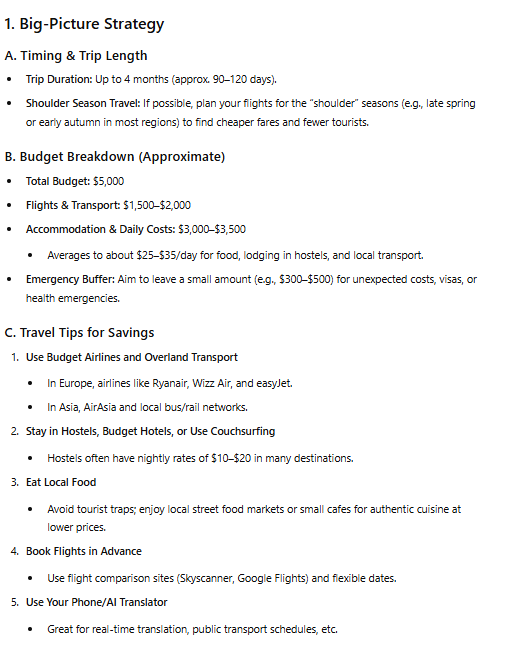 1. Big-Picture Strategy
A. Timing & Trip Length
• Trip Duration: Up to 4 months (approx. 90–120 days).
• Shoulder Season Travel: If possible, plan your flights for the “shoulder” seasons (e.g., late spring
or early autumn in most regions) to find cheaper fares and fewer tourists.
B. Budget Breakdown (Approximate)
• Total Budget: $5,000
• Flights & Transport: $1,500–$2,000
• Accommodation & Daily Costs: $3,000–$3,500
• Averages to about $25–$35/day for food, lodging in hostels, and local transport.
• Emergency Buffer: Aim to leave a small amount (e.g., $300–$500) for unexpected costs, visas, or
health emergencies.
C. Travel Tips for Savings
1. Use Budget Airlines and Overland Transport
• In Europe, airlines like Ryanair, Wizz Air, and easyJet.
• In Asia, AirAsia and local bus/rail networks.
2. Stay in Hostels, Budget Hotels, or Use Couchsurfing
• Hostels often have nightly rates of $10–$20 in many destinations.
3. Eat Local Food
• Avoid tourist traps; enjoy local street food markets or small cafes for authentic cuisine at
lower prices.
4. Book Flights in Advance
• Use flight comparison sites (Skyscanner, Google Flights) and flexible dates.
5. Use Your Phone/AI Translator
• Great for real-time translation, public transport schedules, etc.